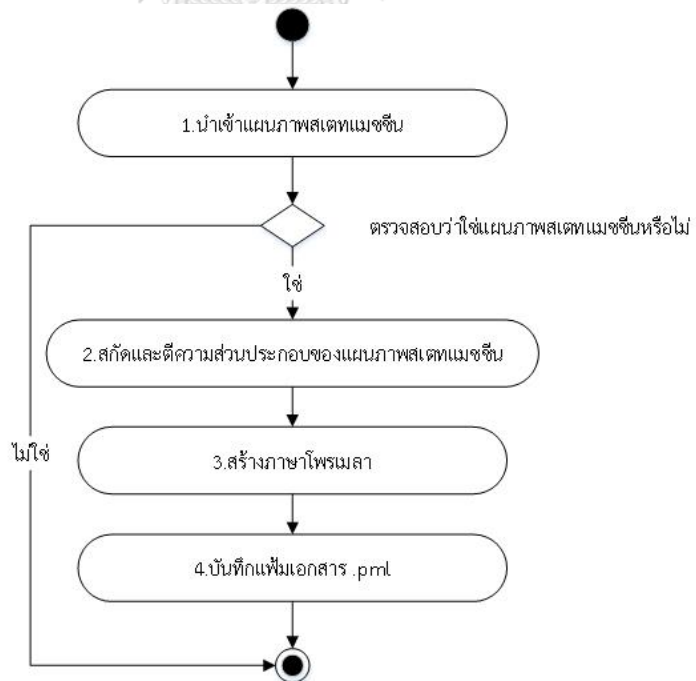 1.นำเข้าแผนภาพสเตทแมชชีน
ตรวจสอบว่าใช่แผนภาพสเตทแมชชีนหรือไม่
ใช่
2.สกัดและตีความส่วนประกอบของแผนภาพสเตทแมชชีน
ไม่ใช่
3.สร้างภาษาโพรเมลา
4.บันทึกแฟ้มเอกสาร .pml